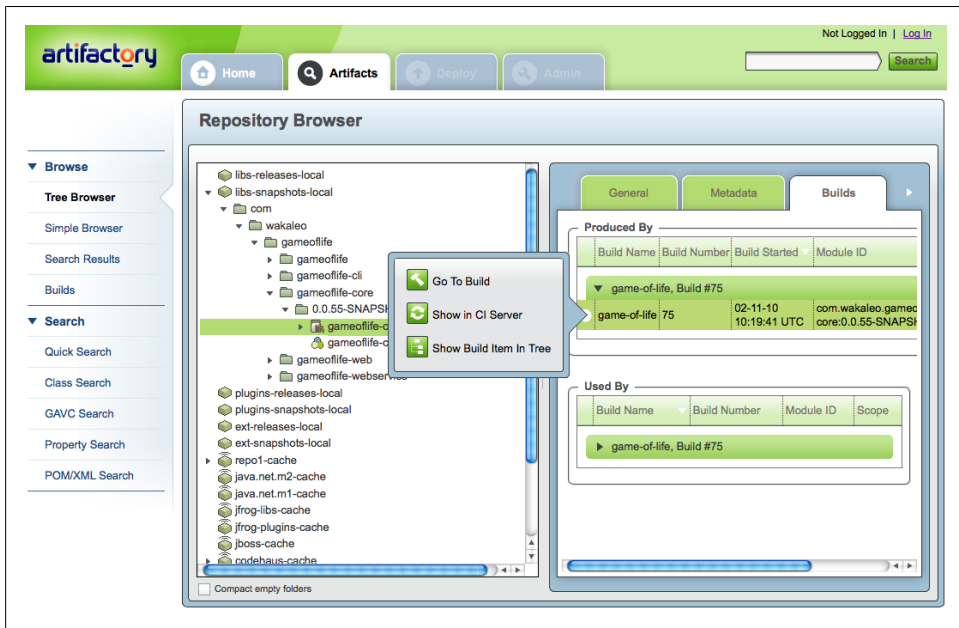 Not Logged In | Log In
artifactory
Home
Artifacts
Deploy
Admin
Search
Repository Browser
Browse
Tree Browser
Simple Browser
Search Results
Builds
Search
Quick Search
Class Search
GAVC Search
Property Search
POM/XML Search
libs-releases-local
libs-snapshots-local
com
wakaleo
gameoflife
gameoflife
gameoflife-cli
gameoflife-core
0.0.55-SNAPSH
gameoflife-c
gameoflife-c
gameoflife-web
gameoflife-webservice
plugins-releases-local
plugins-snapshots-local
ext-releases-local
ext-snapshots-local
repo1-cache
java.net.m2-cache
java.net.m1-cache
jfrog-libs-cache
jfrog-plugins-cache
jboss-cache
codehaus-cache
Compact empty folders
Go To Build
Show in CI Server
Show Build Item In Tree
General
Metadata
Builds
Produced By
Build Name Build Number Build Started Module ID
game-of-life, Build #75
game-of-life 75 02-11-10 10:19:41 UTC com.wakaleo.gameo core:0.0.55-SNAPSH
Used By
Build Name Build Number Module ID Scope
game-of-life, Build #75